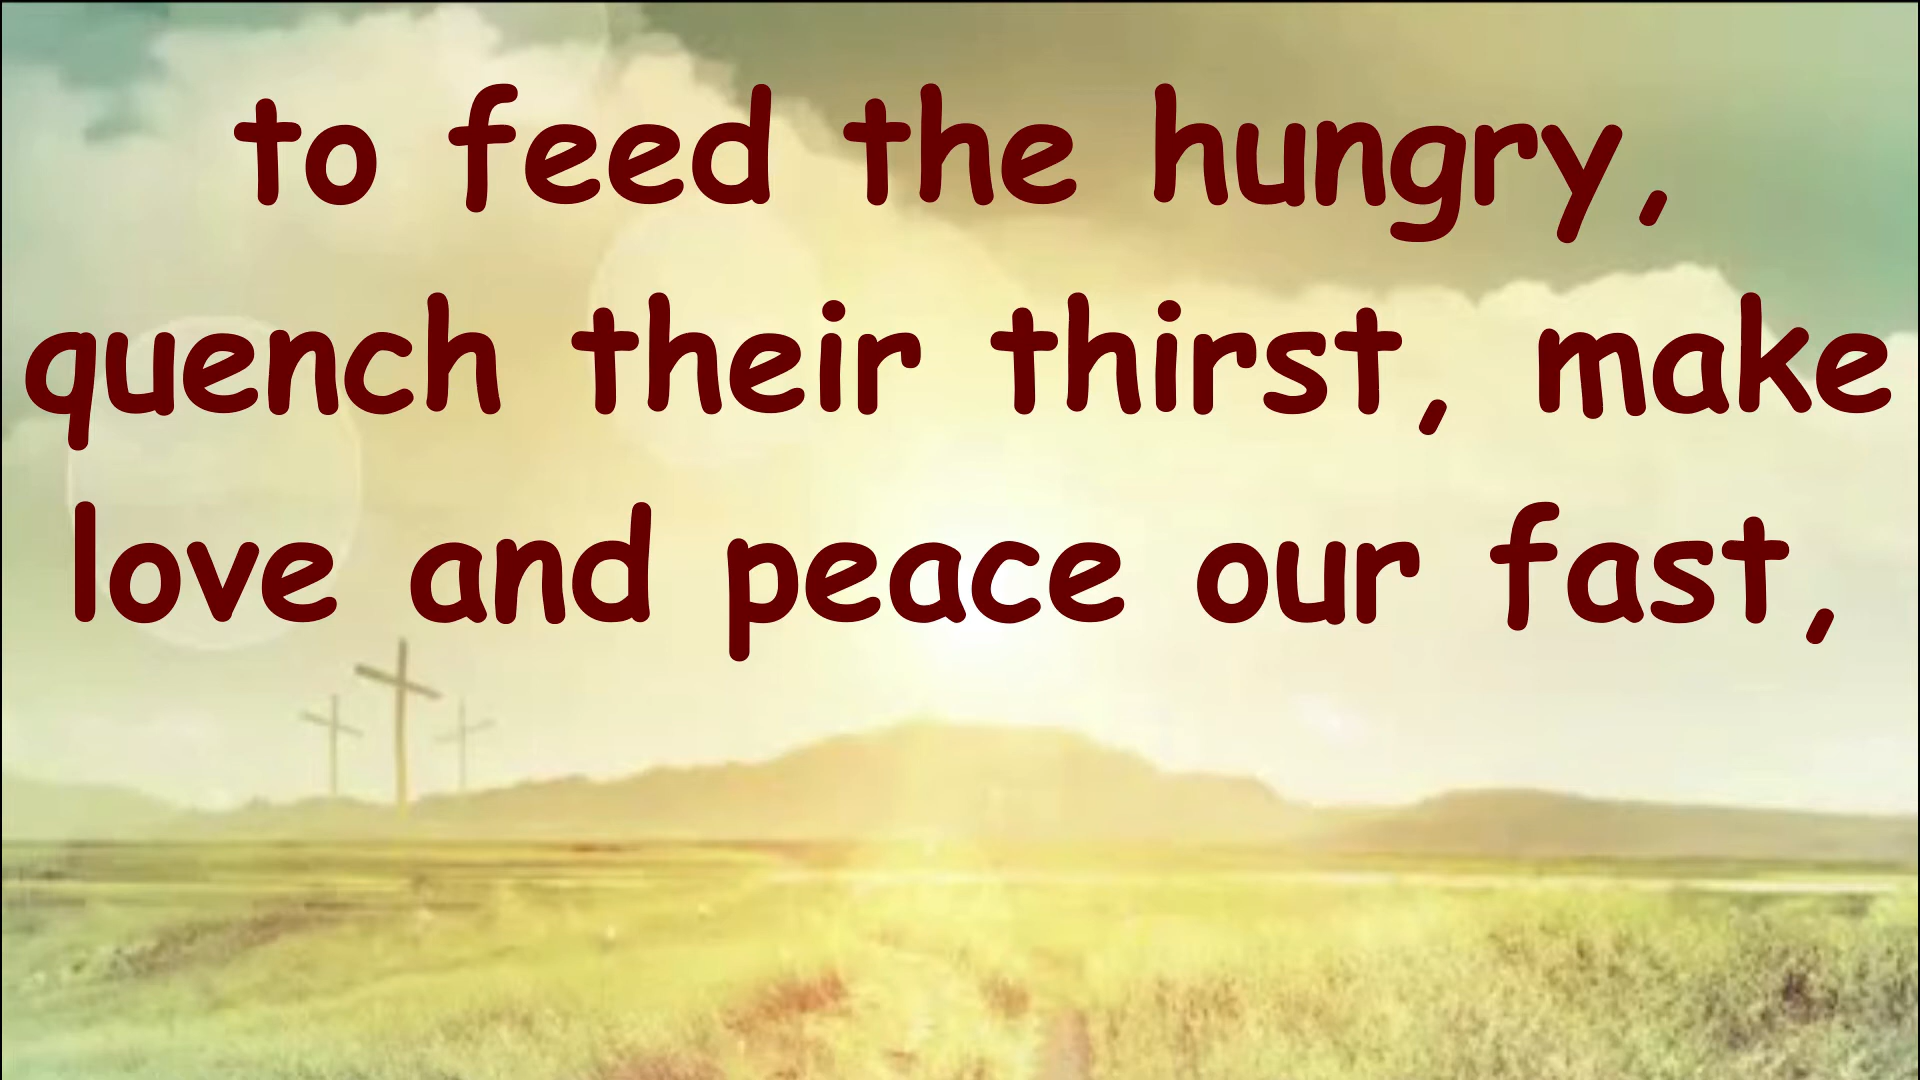 to feed the hungry,
quench their thirst, make
love and peace our fast,